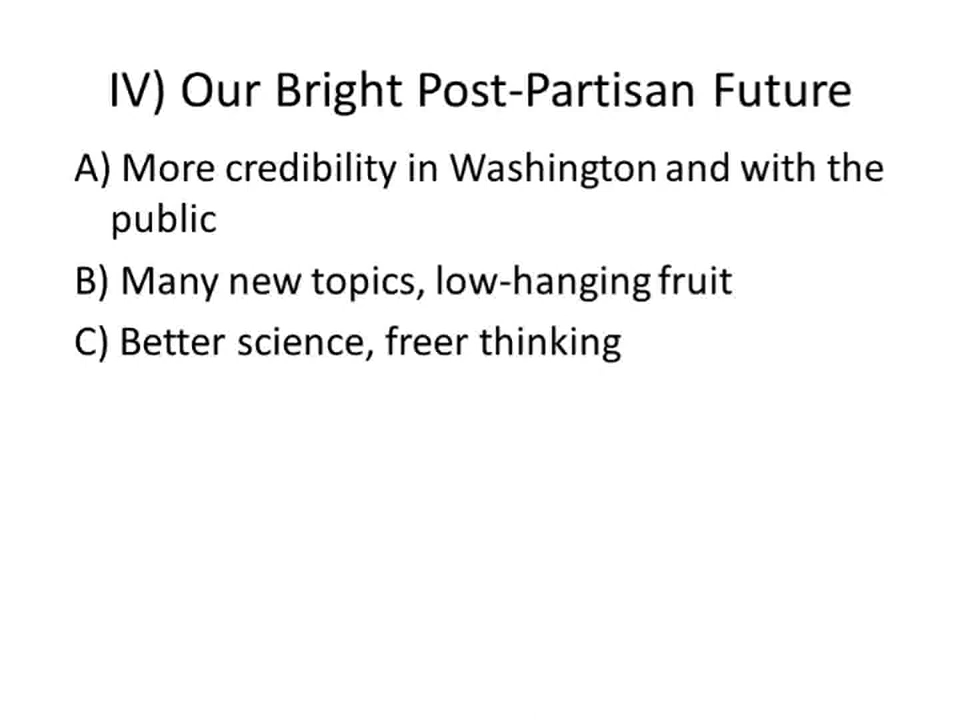 IV) Our Bright Post-Partisan Future
A) More credibility in Washington and with the
public
B) Many new topics, low-hanging fruit
C) Better science, freer thinking